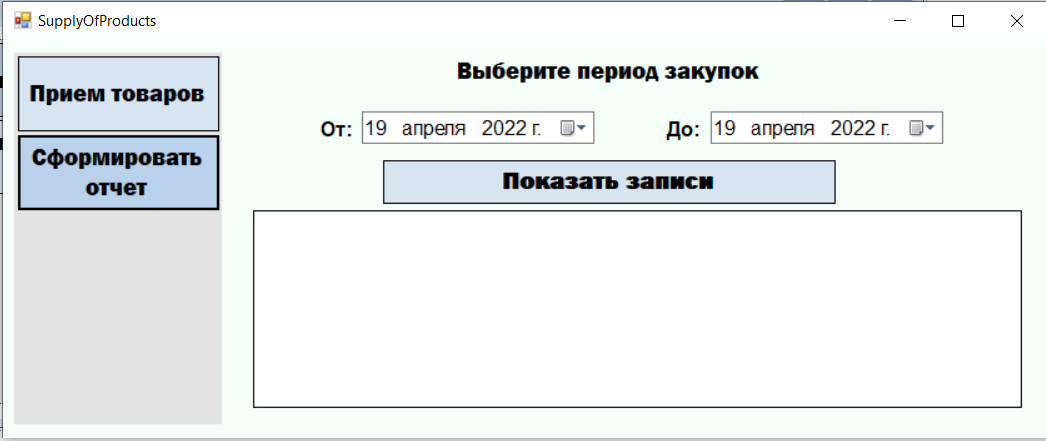 SupplyOfProducts
Прием товаров
Сформировать
отчет
Выберите период закупок
От: 19 апреля 2022 г. До: 19 апреля 2022 г.
Показать записи